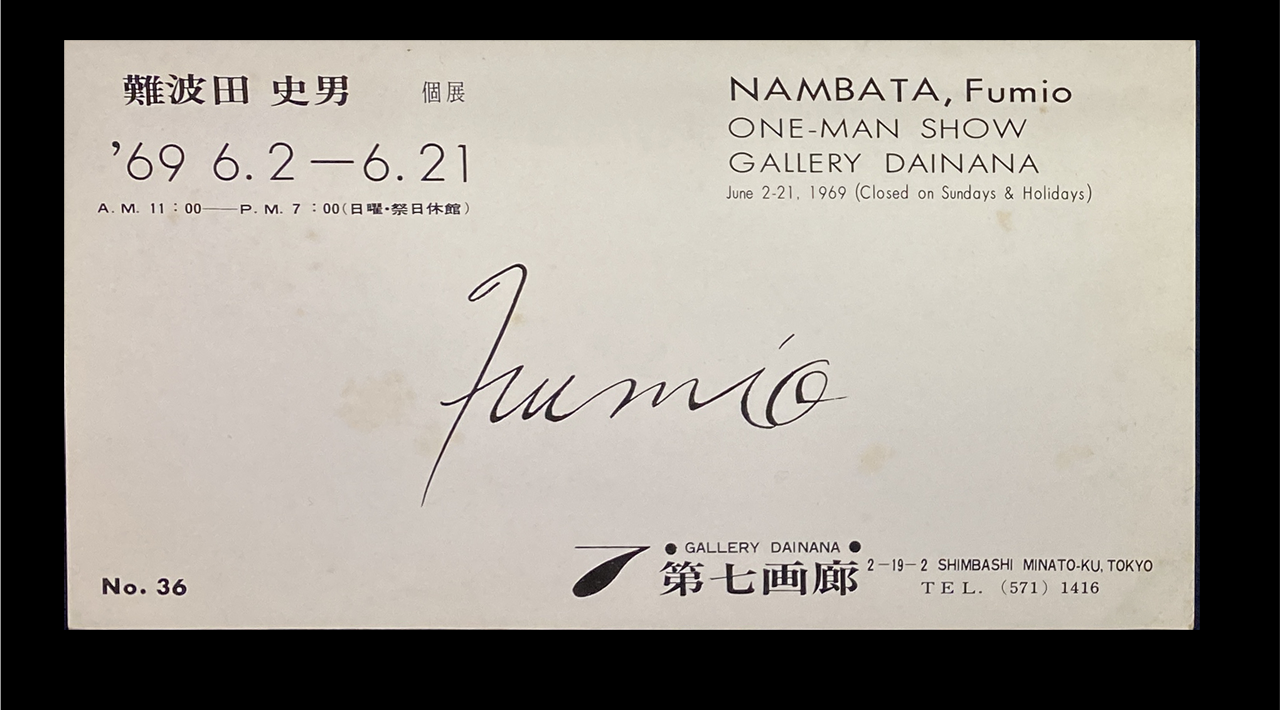 難波田 史男 個展
'69 6.2—6.21
A.M. 11：00——P.M. 7：00(日曜・祭日休館)
NAMBATA, Fumio
ONE-MAN SHOW
GALLERY DAINANA
June 2-21, 1969 (Closed on Sundays & Holidays)
Fumio
No. 36
7 ● GALLERY DAINANA ●
第七画廊
2-19-2 SHIMBASHI MINATO-KU, TOKYO
TEL. (571) 1416